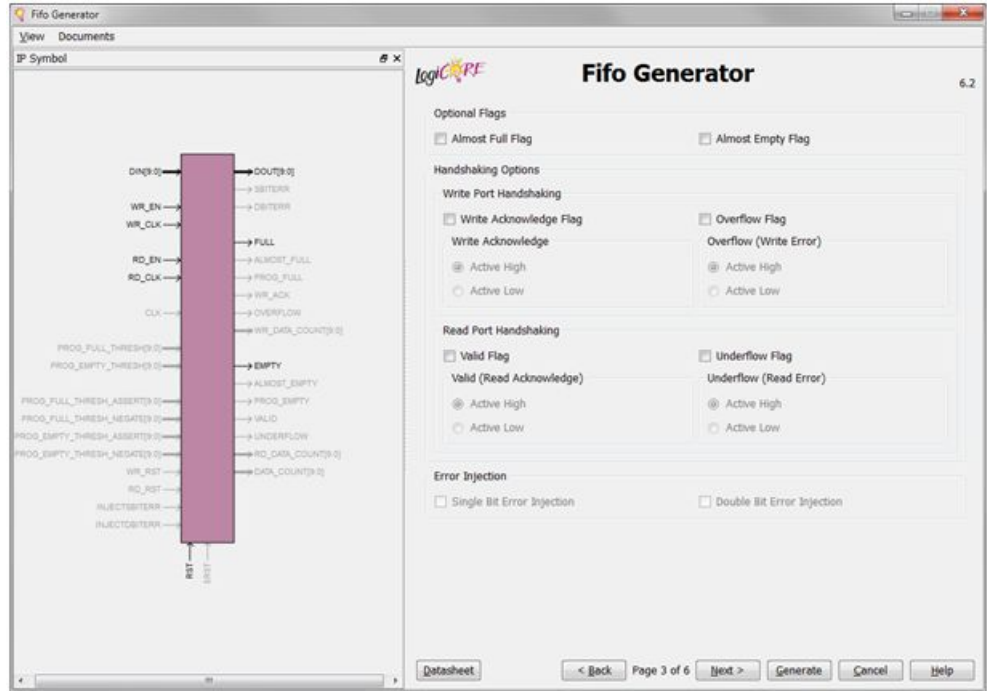 Fifo Generator
View Documents
IP Symbol
DIN[9:0]
WR_EN
WR_CLK
RD_EN
RD_CLK
CLK
PROG_FULL_THRESH[9:0]
PROG_EMPTY_THRESH[9:0]
PROG_FULL_THRESH_ASSERT[9:0]
PROG_FULL_THRESH_NEGATE[9:0]
PROG_EMPTY_THRESH_ASSERT[9:0]
PROG_EMPTY_THRESH_NEGATE[9:0]
WR_RST
RD_RST
INJECTSBITERR
INJECTDBITERR
DOUT[9:0]
SBITERR
DBITERR
FULL
ALMOST_FULL
PROG_FULL
WR_ACK
OVERFLOW
WR_DATA_COUNT[9:0]
EMPTY
ALMOST_EMPTY
PROG_EMPTY
VALID
UNDERFLOW
RD_DATA_COUNT[9:0]
DATA_COUNT[9:0]
RST
SRST
logiCORE
Fifo Generator
6.2
Optional Flags
Almost Full Flag
Almost Empty Flag
Handshaking Options
Write Port Handshaking
Write Acknowledge Flag
Overflow Flag
Write Acknowledge
Overflow (Write Error)
Active High
Active High
Active Low
Active Low
Read Port Handshaking
Valid Flag
Underflow Flag
Valid (Read Acknowledge)
Underflow (Read Error)
Active High
Active High
Active Low
Active Low
Error Injection
Single Bit Error Injection
Double Bit Error Injection
Datasheet
< Back Page 3 of 6 Next > Generate Cancel Help